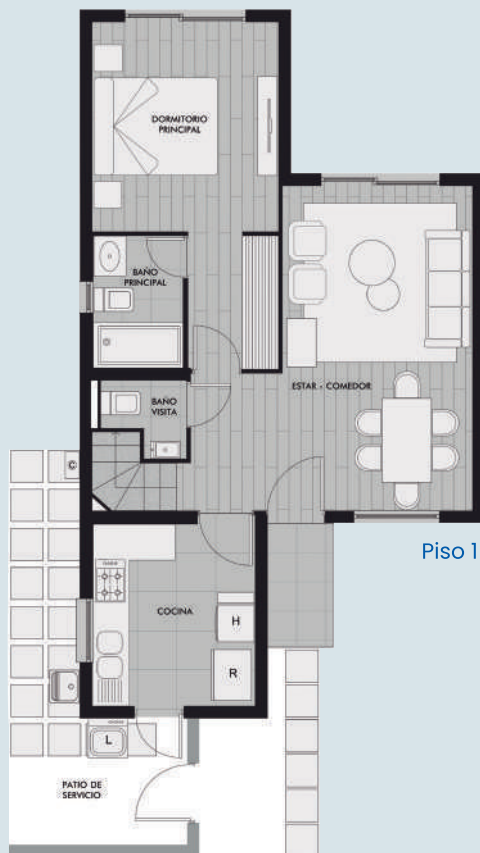 DORMITORIO
PRINCIPAL
BAÑO
PRINCIPAL
ESTAR - COMEDOR
BAÑO
VISITA
C
Piso 1
COCINA
H
R
L
PATIO DE
SERVICIO